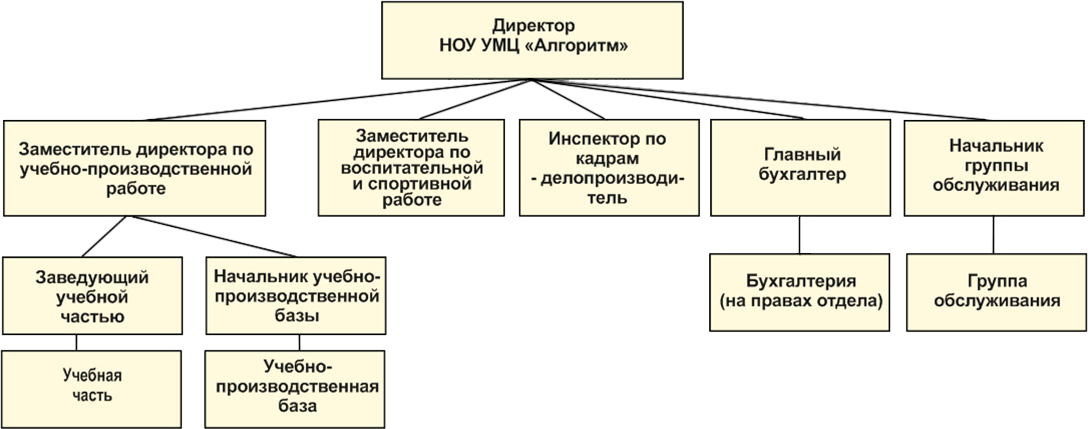 Директор
НОУ УМЦ «Алгоритм»
Заместитель директора по
учебно-производственной
работе
Заместитель
директора по
воспитательной
и спортивной
работе
Инспектор по
кадрам
- делопроизводи-
тель
Главный
бухгалтер
Начальник
группы
обслуживания
Заведующий
учебной
частью
Начальник учебно-
производственной
базы
Бухгалтерия
(на правах отдела)
Группа
обслуживания
Учебная
часть
Учебно-
производственная
база